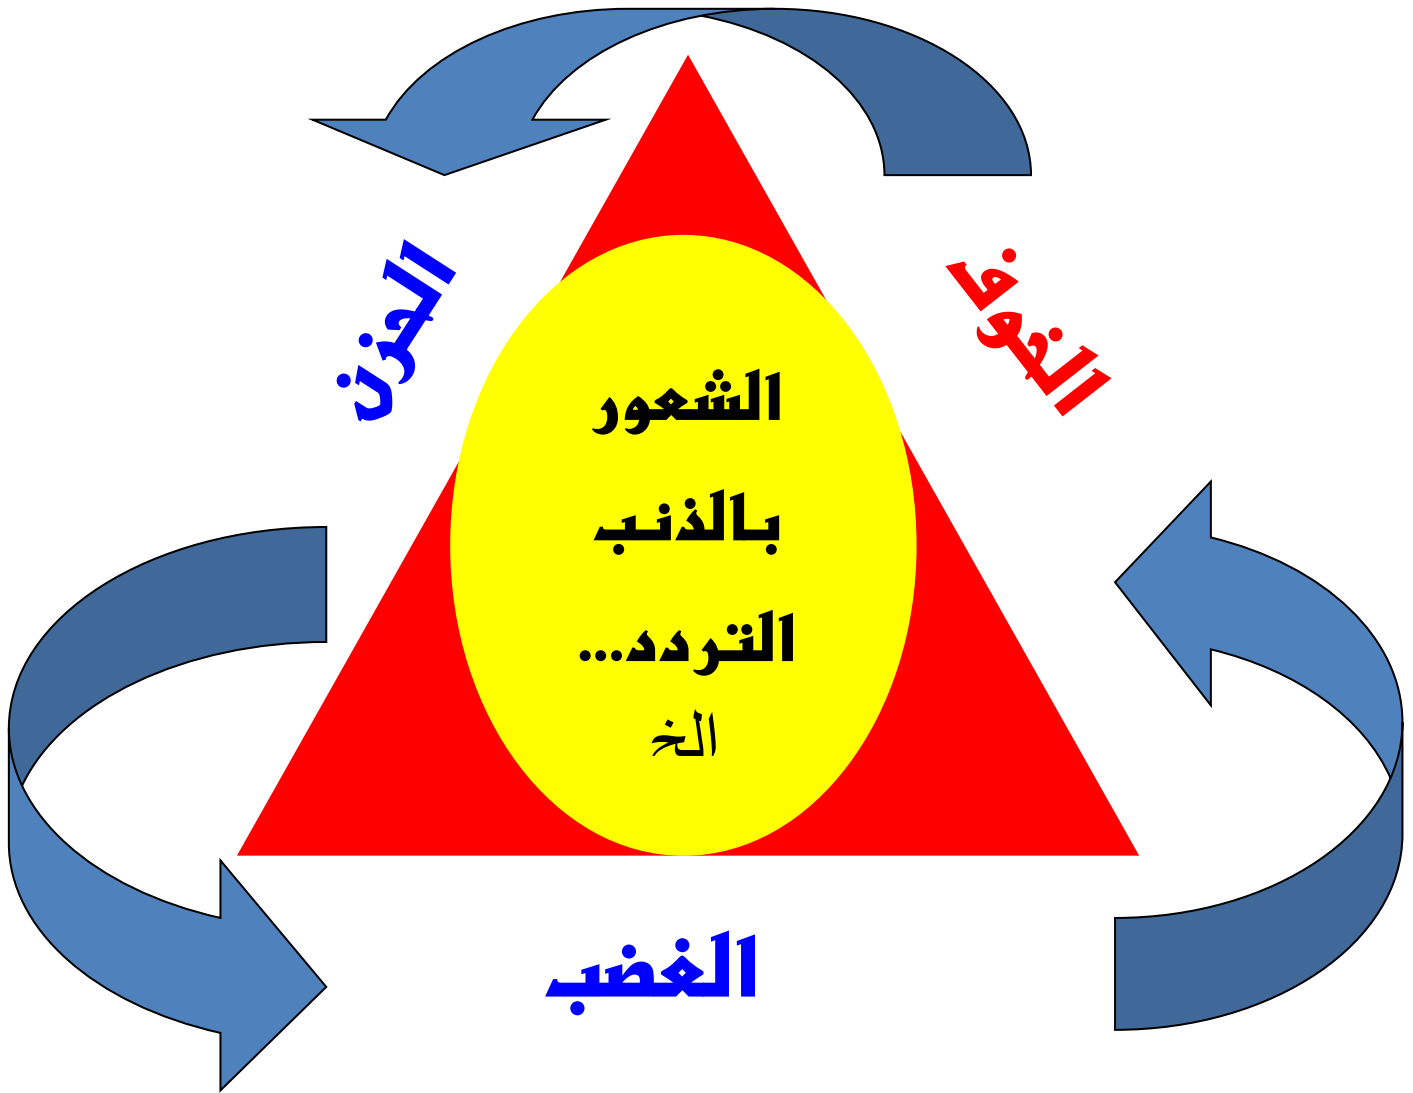 الخوف
الحزن
الشعور
بالذنب
التردد...
الخ
الغضب